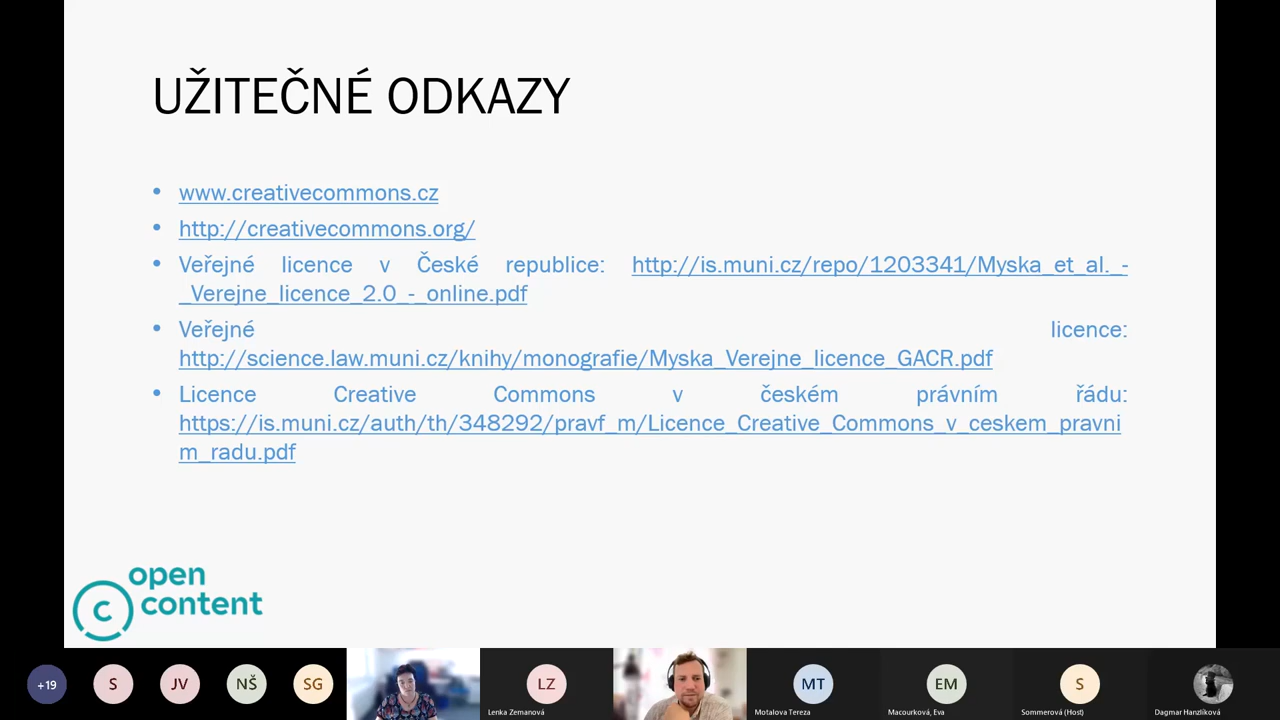 UŽITEČNÉ ODKAZY
• www.creativecommons.cz
• http://creativecommons.org/
• Veřejné licence v České republice: http://is.muni.cz/repo/1203341/Myska_et_al._-
_Verejne_licence_2.0_-_online.pdf
• Veřejné licence:
http://science.law.muni.cz/knihy/monografie/Myska_Verejne_licence_GACR.pdf
• Licence Creative Commons v českém právním řádu:
https://is.muni.cz/auth/th/348292/pravf_m/Licence_Creative_Commons_v_ceskem_pravni
m_radu.pdf
open
c content
+19 S JV NŠ SG LZ MT EM S
Lenka Zemanová Motalova Tereza Macourková, Eva Sommerová (Host) Dagmar Hanzlíková